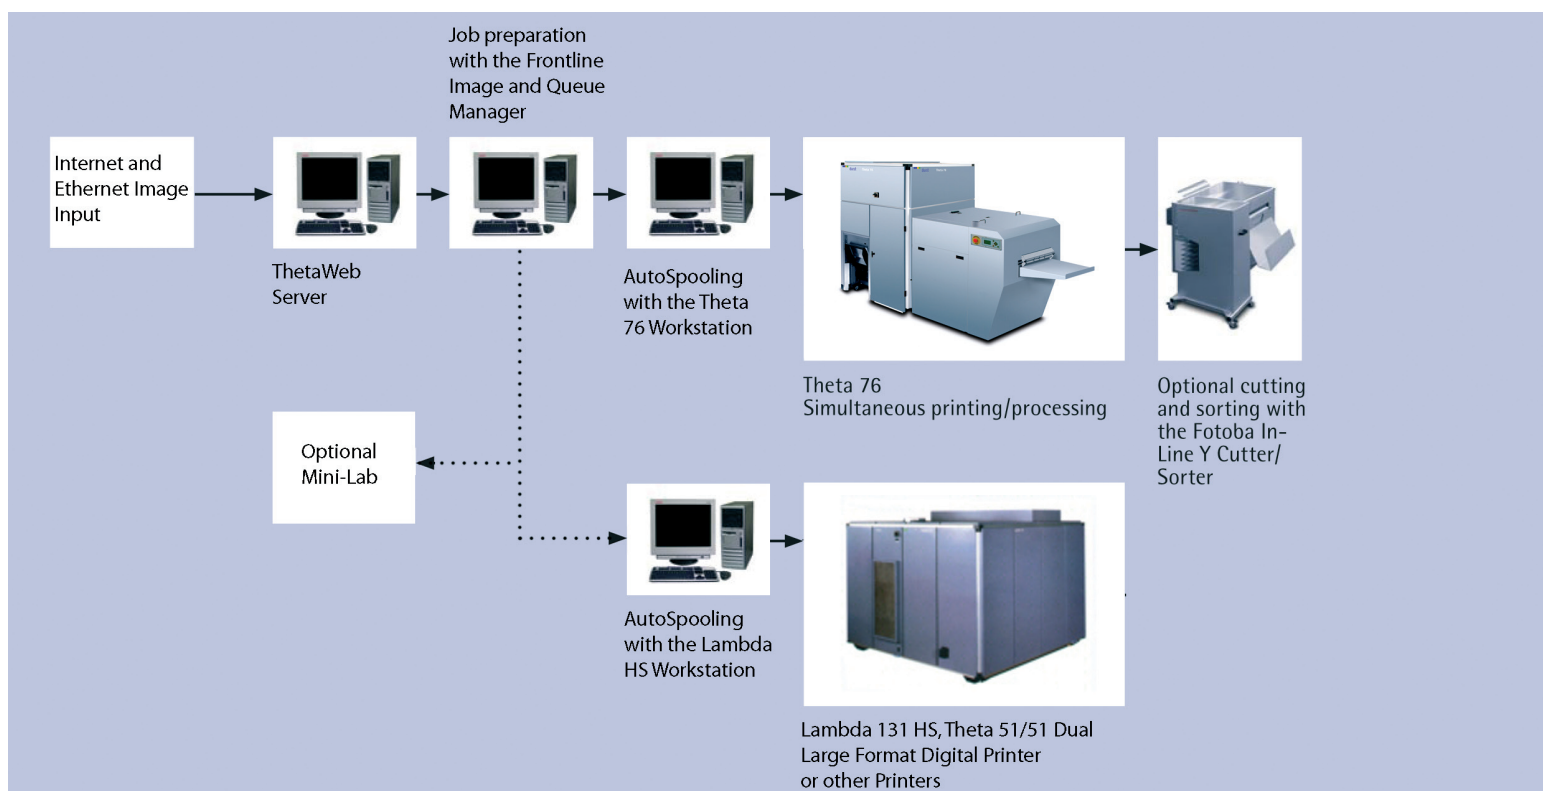 Job preparation
with the Frontline
Image and Queue
Manager
Internet and
Ethernet Image
Input
ThetaWeb
Server
AutoSpooling
with the Theta
76 Workstation
Theta 76
Simultaneous printing/processing
Optional cutting
and sorting with
the Fotoba In-
Line Y Cutter/
Sorter
Optional
Mini-Lab
AutoSpooling
with the Lambda
HS Workstation
Lambda 131 HS, Theta 51/51 Dual
Large Format Digital Printer
or other Printers